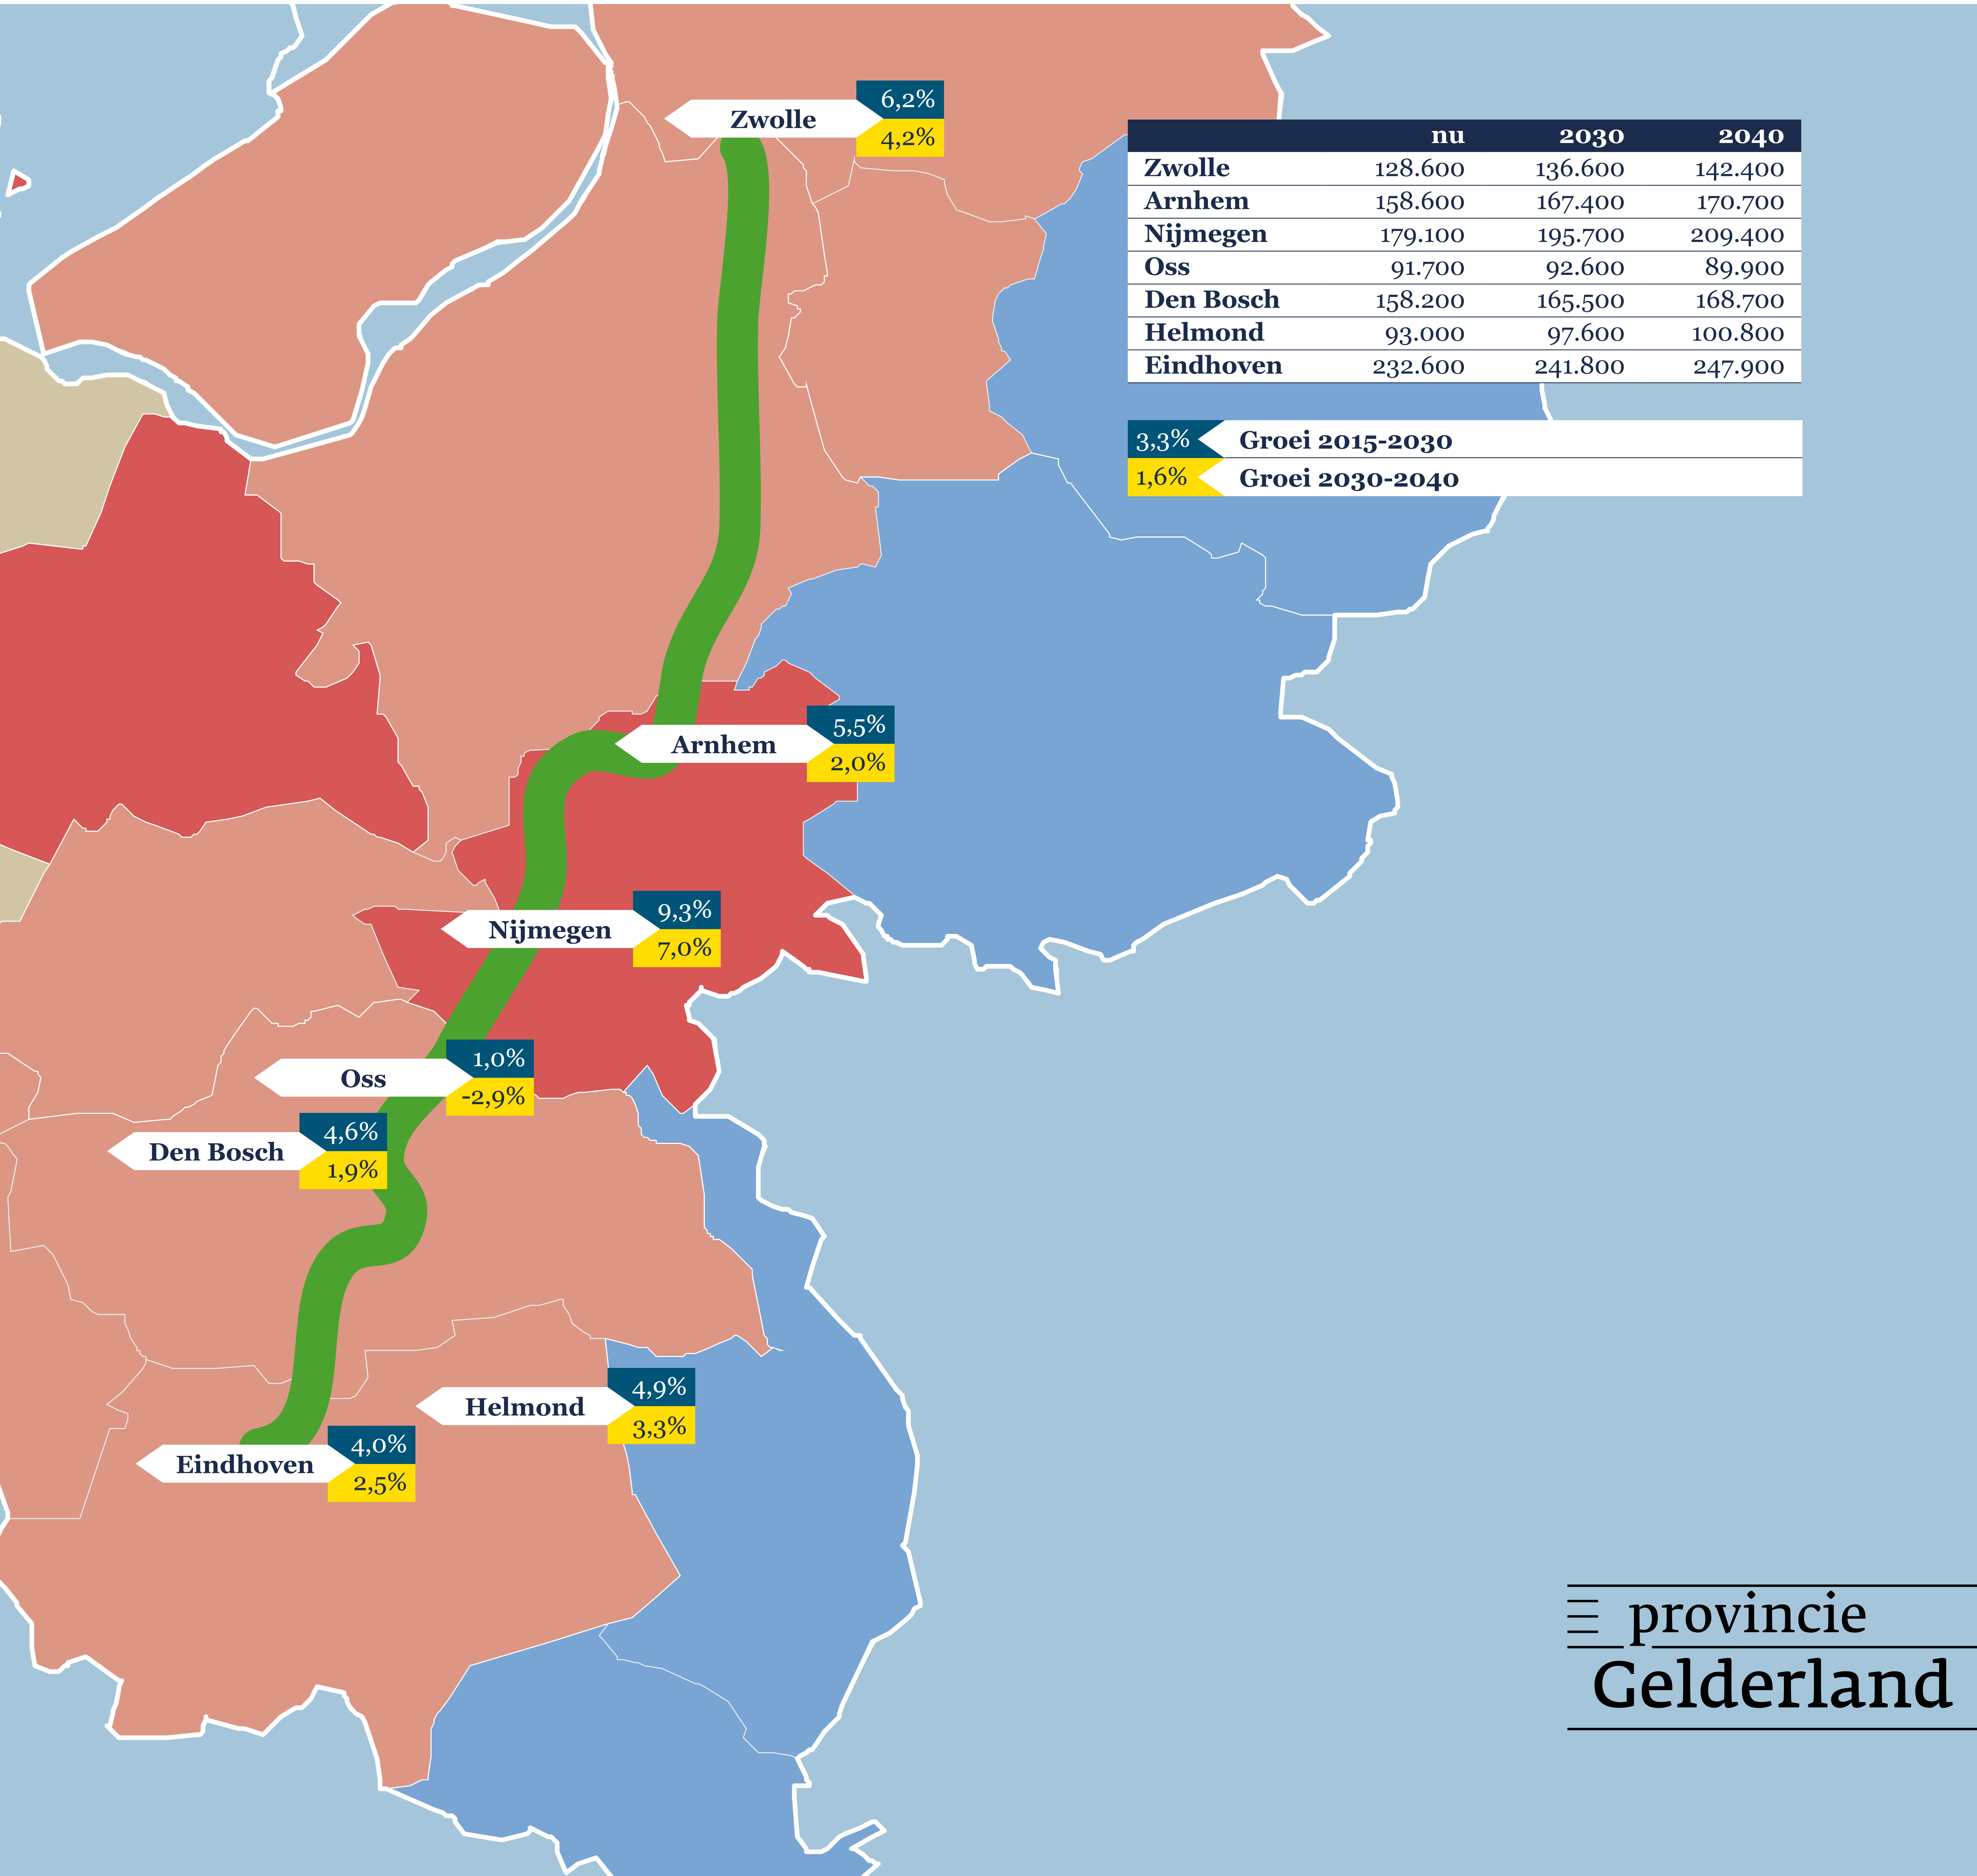 Zwolle
6,2%
4,2%
nu 2030 2040
Zwolle 128.600 136.600 142.400
Arnhem 158.600 167.400 170.700
Nijmegen 179.100 195.700 209.400
Oss 91.700 92.600 89.900
Den Bosch 158.200 165.500 168.700
Helmond 93.000 97.600 100.800
Eindhoven 232.600 241.800 247.900
3,3% Groei 2015-2030
1,6% Groei 2030-2040
Arnhem
5,5%
2,0%
Nijmegen
9,3%
7,0%
Oss
1,0%
-2,9%
Den Bosch
4,6%
1,9%
Helmond
4,9%
3,3%
Eindhoven
4,0%
2,5%
provincie
Gelderland